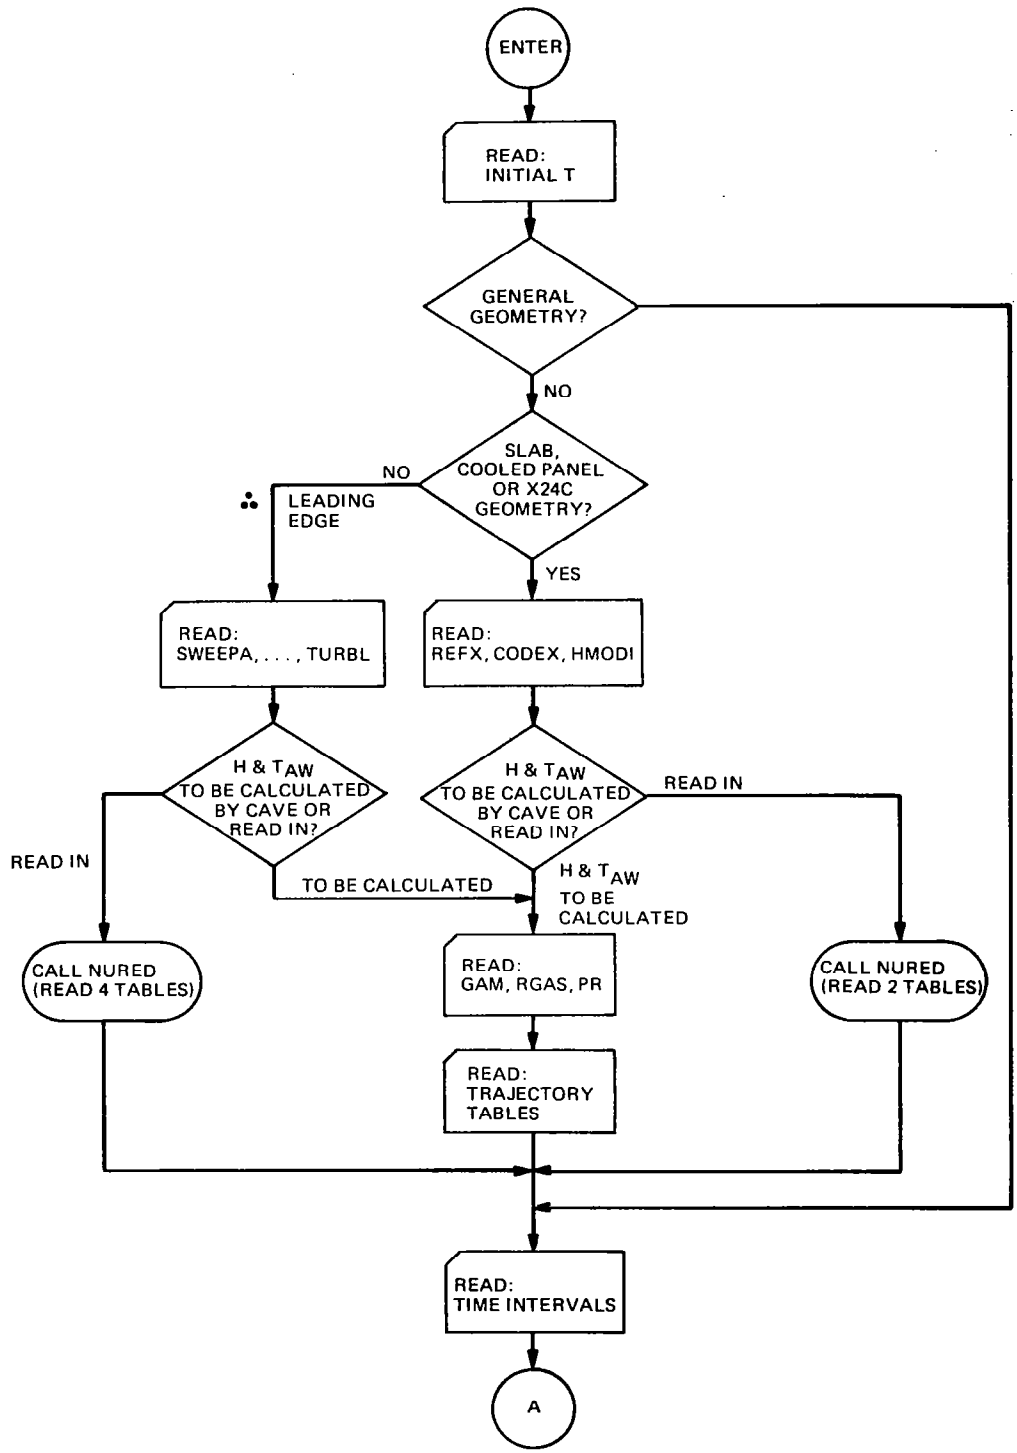 ENTER
READ:
INITIAL T
GENERAL
GEOMETRY?
NO
SLAB,
COOLED PANEL
OR X24C
GEOMETRY?
NO
∴ LEADING
EDGE
YES
READ:
SWEEPA, . . . , TURBL
READ:
REFX, CODEX, HMODI
H & TAW
TO BE CALCULATED
BY CAVE OR
READ IN?
H & TAW
TO BE CALCULATED
BY CAVE OR
READ IN?
READ IN
READ IN
TO BE CALCULATED
H & TAW
TO BE
CALCULATED
CALL NURED
(READ 4 TABLES)
READ:
GAM, RGAS, PR
CALL NURED
(READ 2 TABLES)
READ:
TRAJECTORY
TABLES
READ:
TIME INTERVALS
A